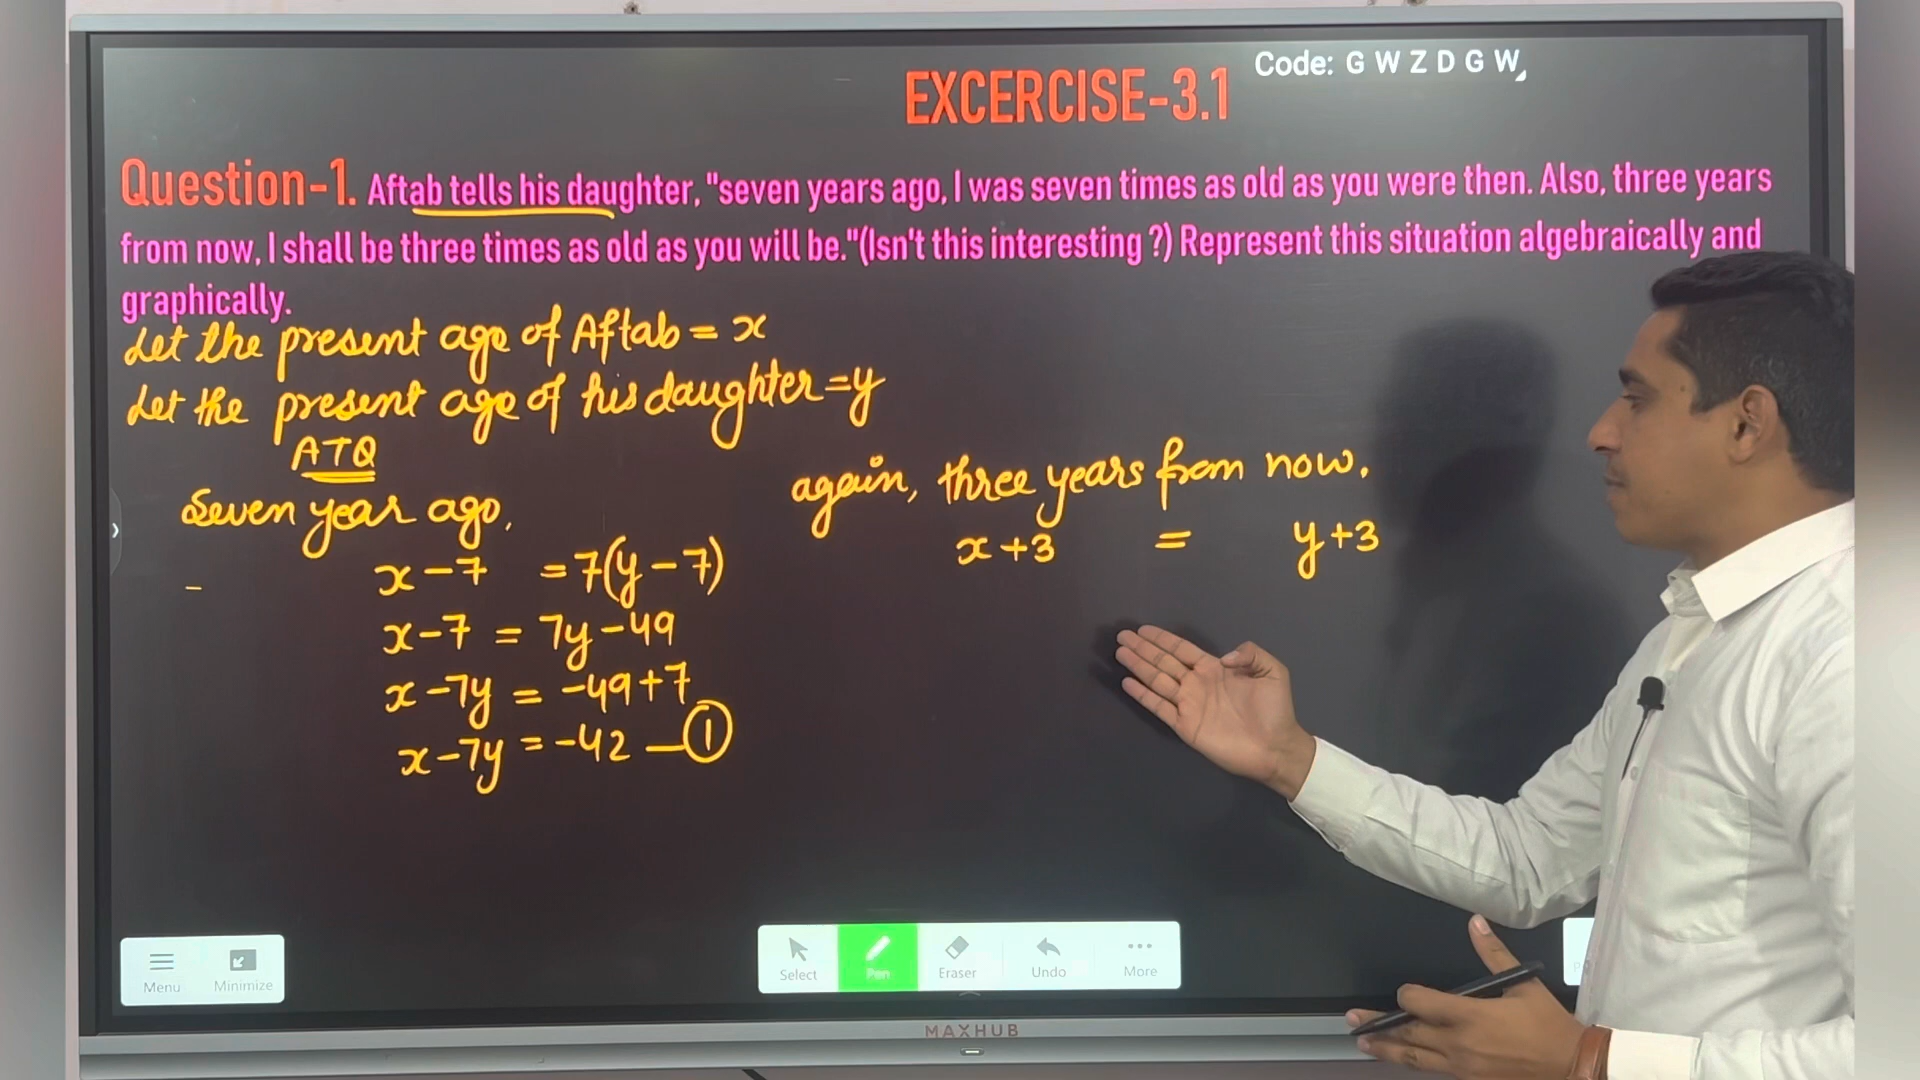 Code: G W Z D G W
EXCERCISE-3.1
Question-1. Aftab tells his daughter, "seven years ago, I was seven times as old as you were then. Also, three years
from now, I shall be three times as old as you will be."(Isn't this interesting ?) Represent this situation algebraically and
graphically.
Let the present age of Aftab = x
Let the present age of his daughter = y
ATQ
Seven year ago,
x - 7 = 7(y - 7)
x - 7 = 7y - 49
x - 7y = -49 + 7
x - 7y = -42 — ①
again, three years from now.
x + 3 = y + 3
Menu
Minimize
Select
Pen
Eraser
Undo
More
MAXHUB